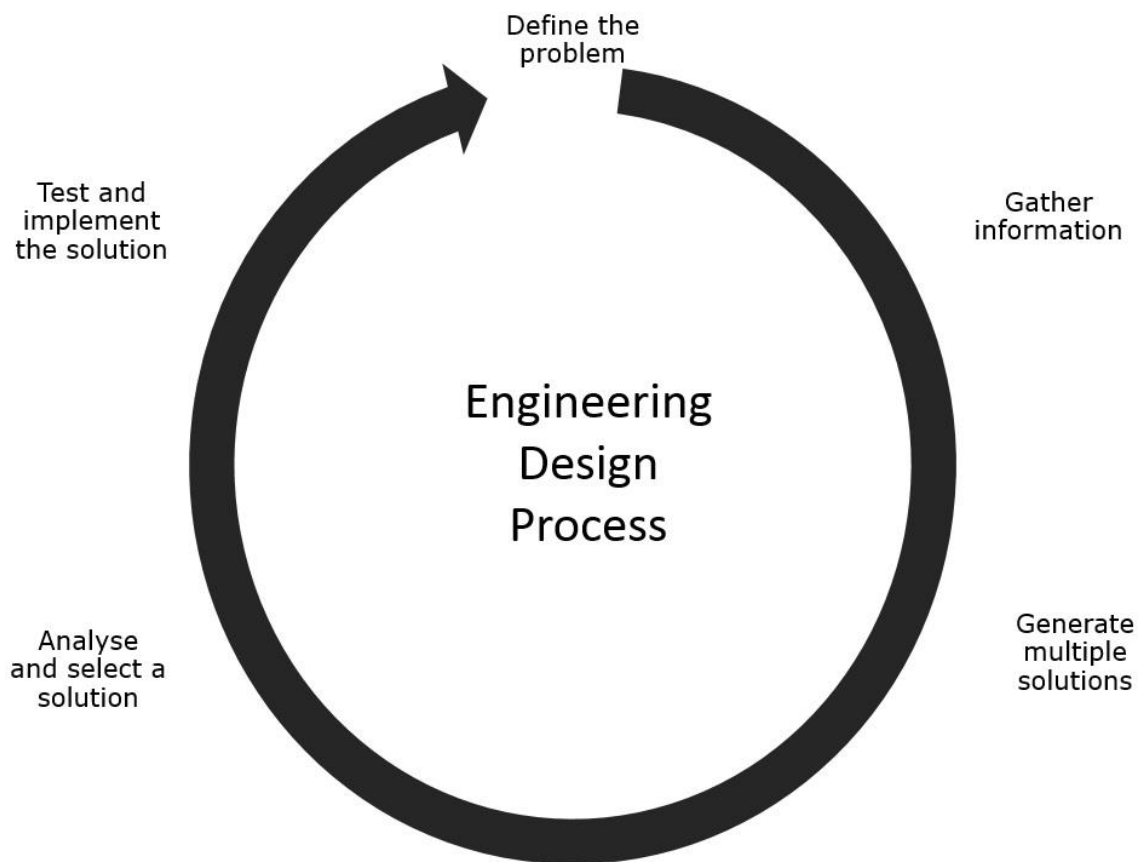 Define the
problem
Gather
information
Generate
multiple
solutions
Analyse
and select a
solution
Test and
implement
the solution
Engineering
Design
Process